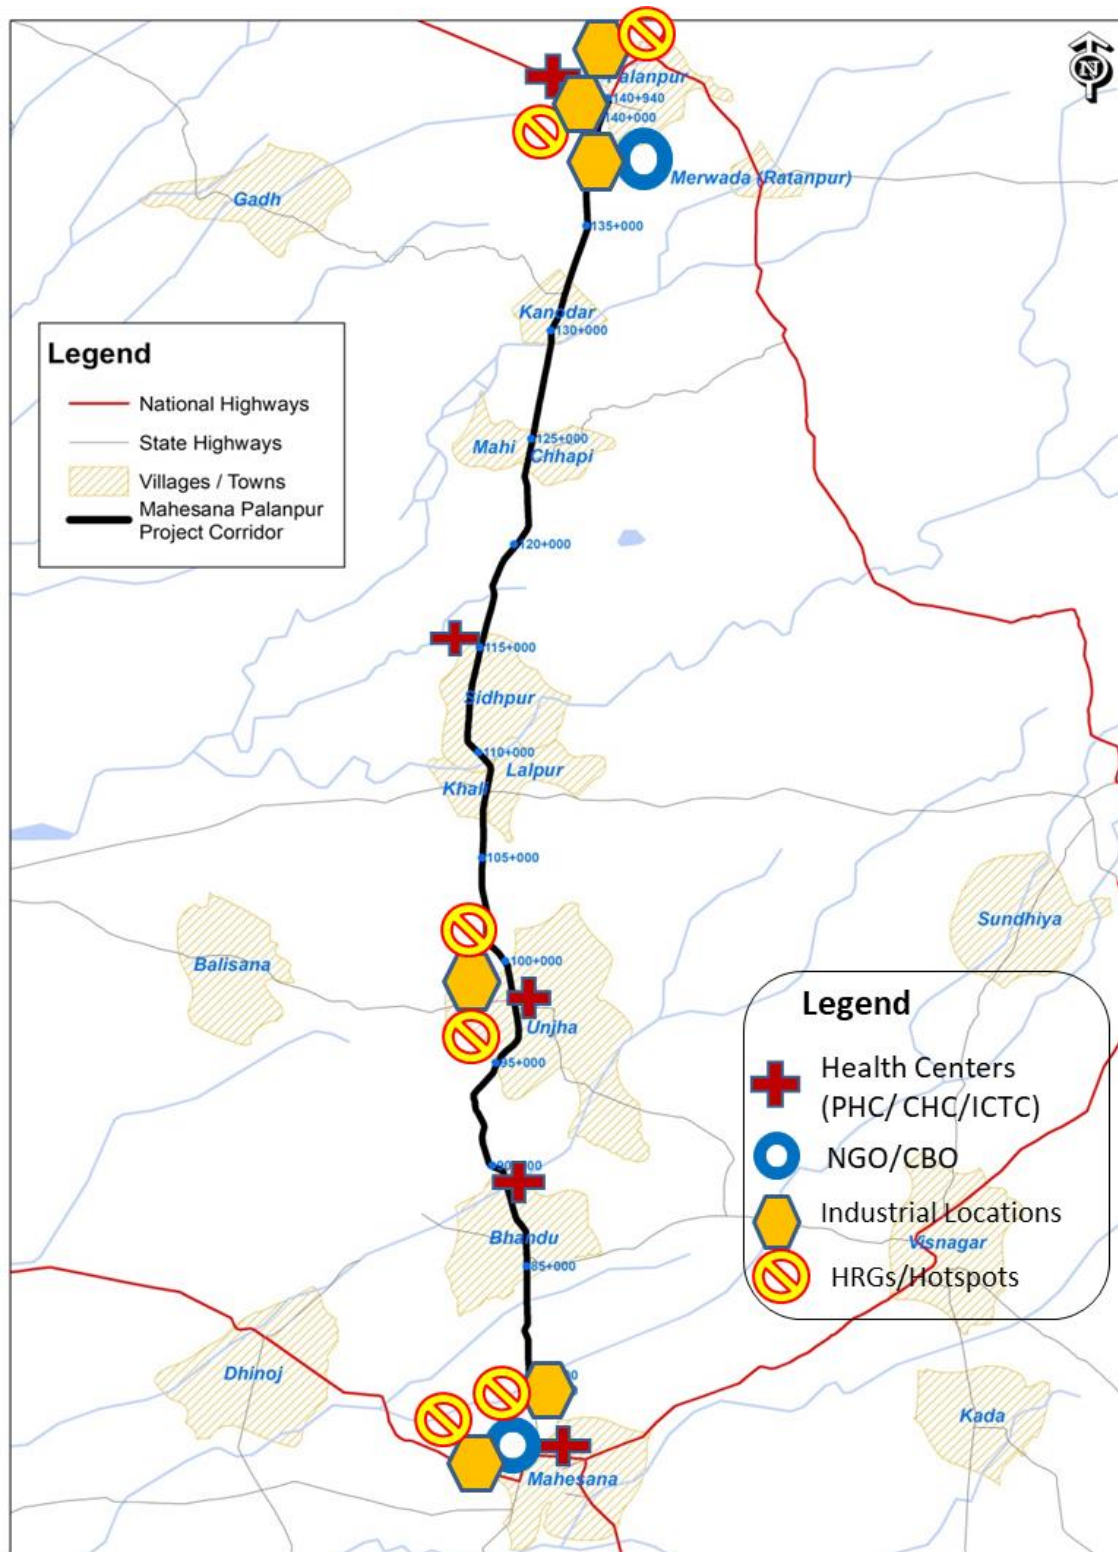 N
Palanpur
140+940
140+000
Merwada (Ratanpur)
Gadh
135+000
Kanodar
130+000
Legend
National Highways
State Highways
Villages / Towns
Mahesana Palanpur
Project Corridor
125+000
Mahi
Chhapi
120+000
115+000
Sidhpur
110+000
Lalpur
Khali
105+000
Sundhiya
Balisana
100+000
Unjha
95+000
Legend
Health Centers
(PHC/ CHC/ICTC)
NGO/CBO
Industrial Locations
HRGs/Hotspots
Visnagar
Bhandu
85+000
Dhinoj
Kada
Mahesana